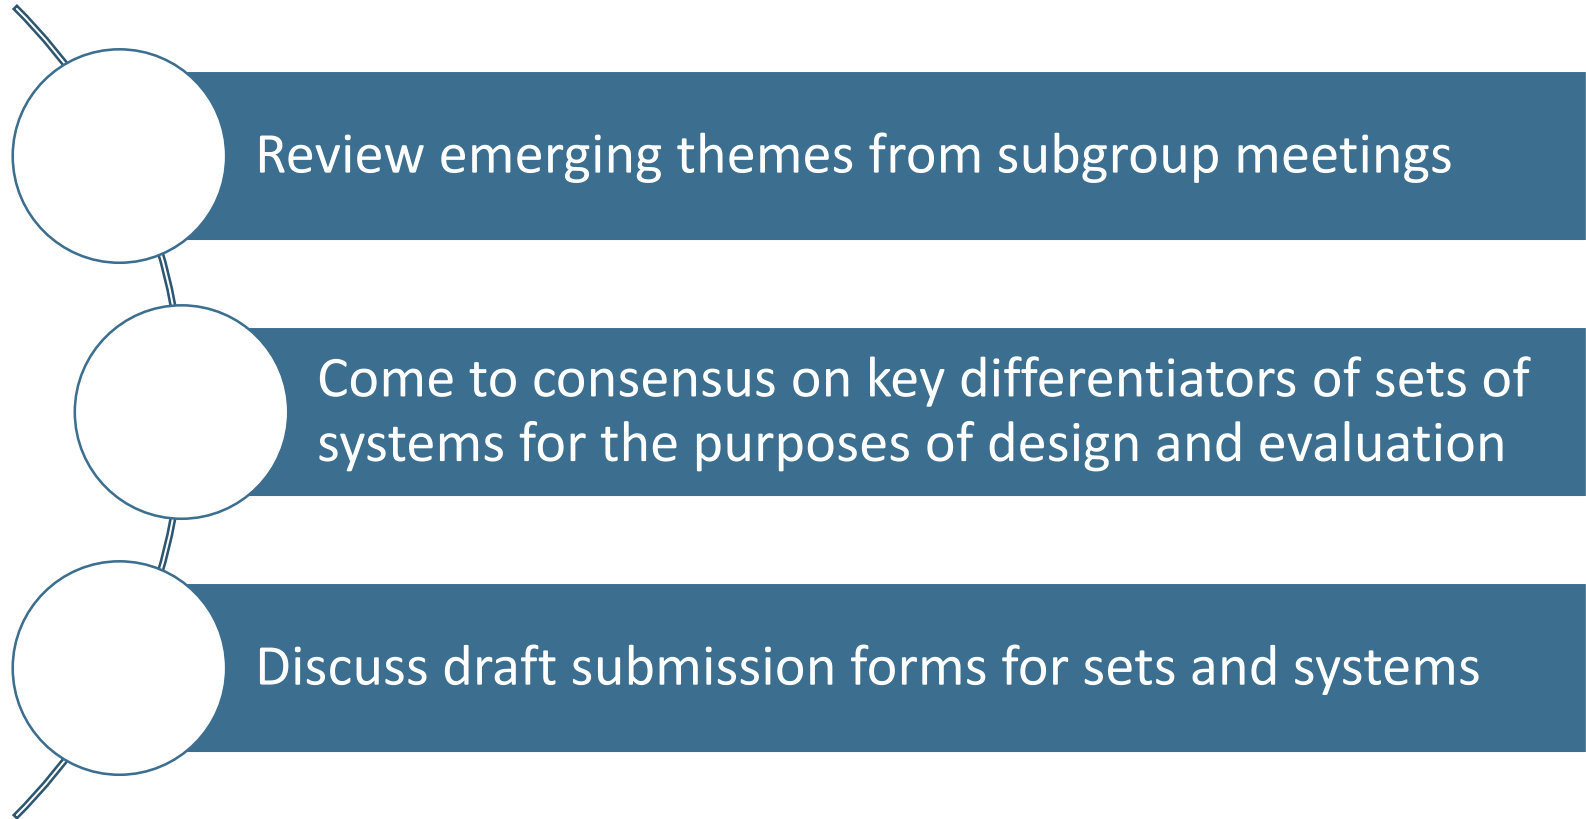 Review emerging themes from subgroup meetings
Come to consensus on key differentiators of sets of
systems for the purposes of design and evaluation
Discuss draft submission forms for sets and systems